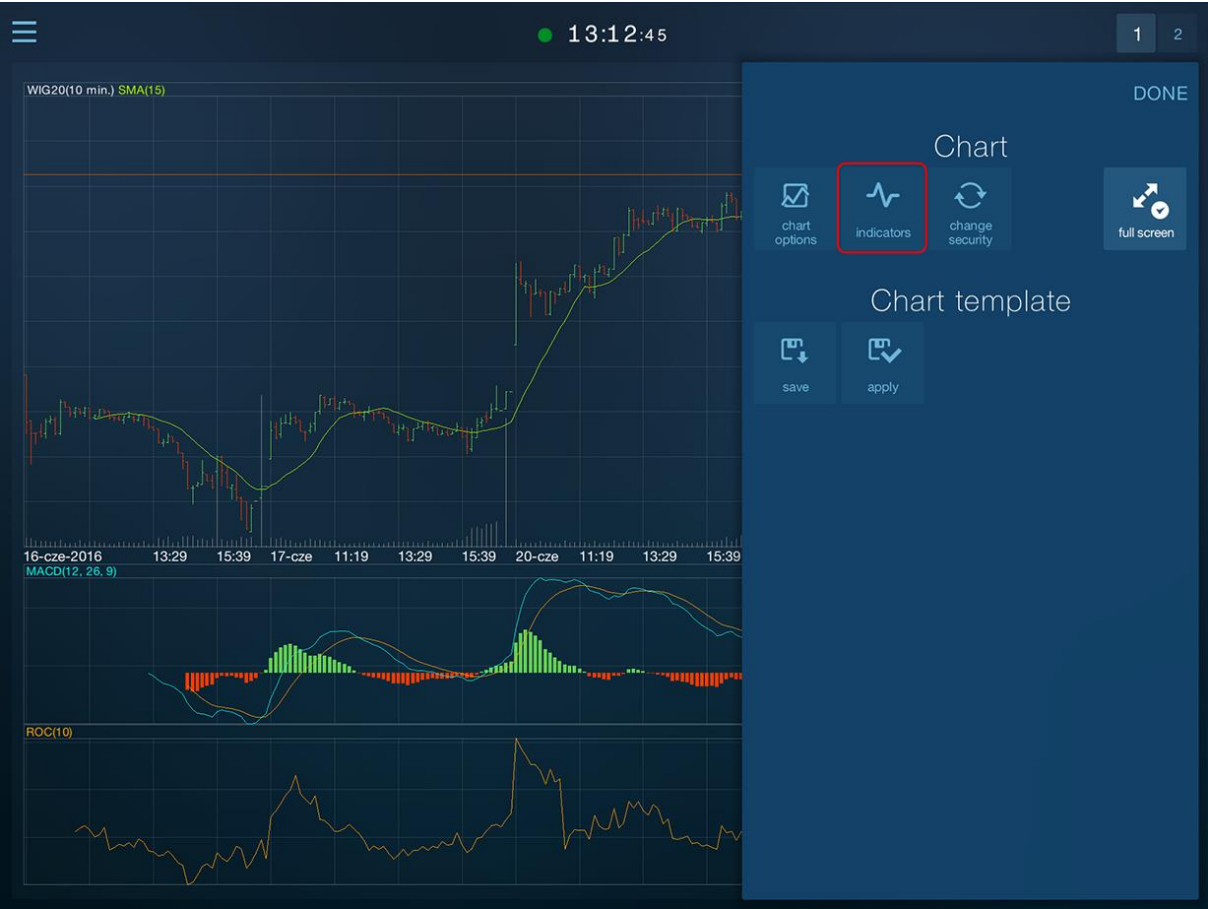 13:12:45
1 2
WIG20(10 min.) SMA(15)
DONE
Chart
chart
options
indicators
change
security
full screen
Chart template
save
apply
16-cze-2016 13:29 15:39 17-cze 11:19 13:29 15:39 20-cze 11:19 13:29 15:39
MACD(12, 26, 9)
ROC(10)